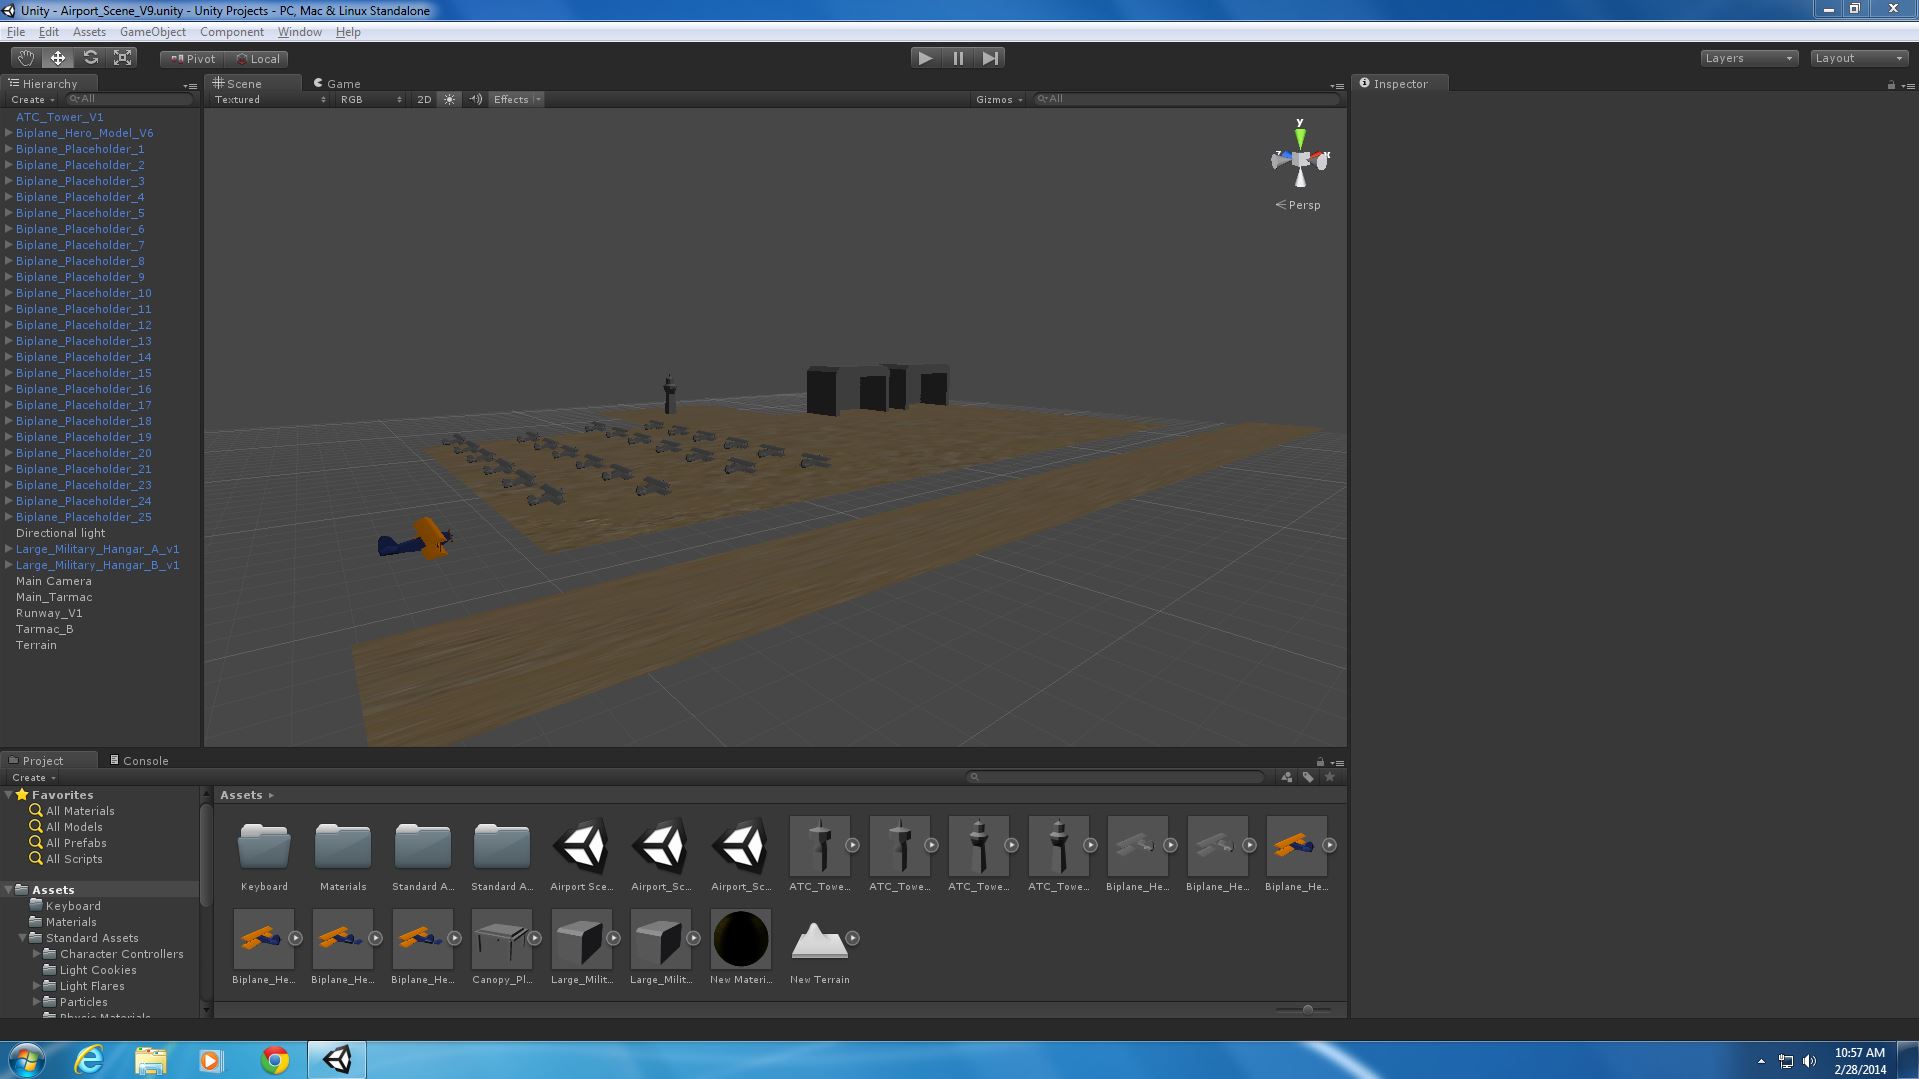 Unity - Airport_Scene_V9.unity - Unity Projects - PC, Mac & Linux Standalone
File Edit Assets GameObject Component Window Help
Pivot Local Layers Layout
Hierarchy
Create All
ATC_Tower_V1
Biplane_Hero_Model_V6
Biplane_Placeholder_1
Biplane_Placeholder_2
Biplane_Placeholder_3
Biplane_Placeholder_4
Biplane_Placeholder_5
Biplane_Placeholder_6
Biplane_Placeholder_7
Biplane_Placeholder_8
Biplane_Placeholder_9
Biplane_Placeholder_10
Biplane_Placeholder_11
Biplane_Placeholder_12
Biplane_Placeholder_13
Biplane_Placeholder_14
Biplane_Placeholder_15
Biplane_Placeholder_16
Biplane_Placeholder_17
Biplane_Placeholder_18
Biplane_Placeholder_19
Biplane_Placeholder_20
Biplane_Placeholder_21
Biplane_Placeholder_23
Biplane_Placeholder_24
Biplane_Placeholder_25
Directional light
Large_Military_Hangar_A_v1
Large_Military_Hangar_B_v1
Main Camera
Main_Tarmac
Runway_V1
Tarmac_B
Terrain
Scene Game
Textured RGB 2D Effects Gizmos All
y
z x
Persp
Inspector
Project Console
Create
Favorites
All Materials
All Models
All Prefabs
All Scripts
Assets
Keyboard
Materials
Standard Assets
Character Controllers
Light Cookies
Light Flares
Particles
Physic Materials
Assets
Keyboard Materials Standard A... Standard A... Airport Sce... Airport_Sc... Airport_Sc... ATC_Towe... ATC_Towe... ATC_Towe... ATC_Towe... Biplane_He... Biplane_He... Biplane_He...
Biplane_He... Biplane_He... Biplane_He... Canopy_Pl... Large_Milit... Large_Milit... New Materi... New Terrain
10:57 AM
2/28/2014